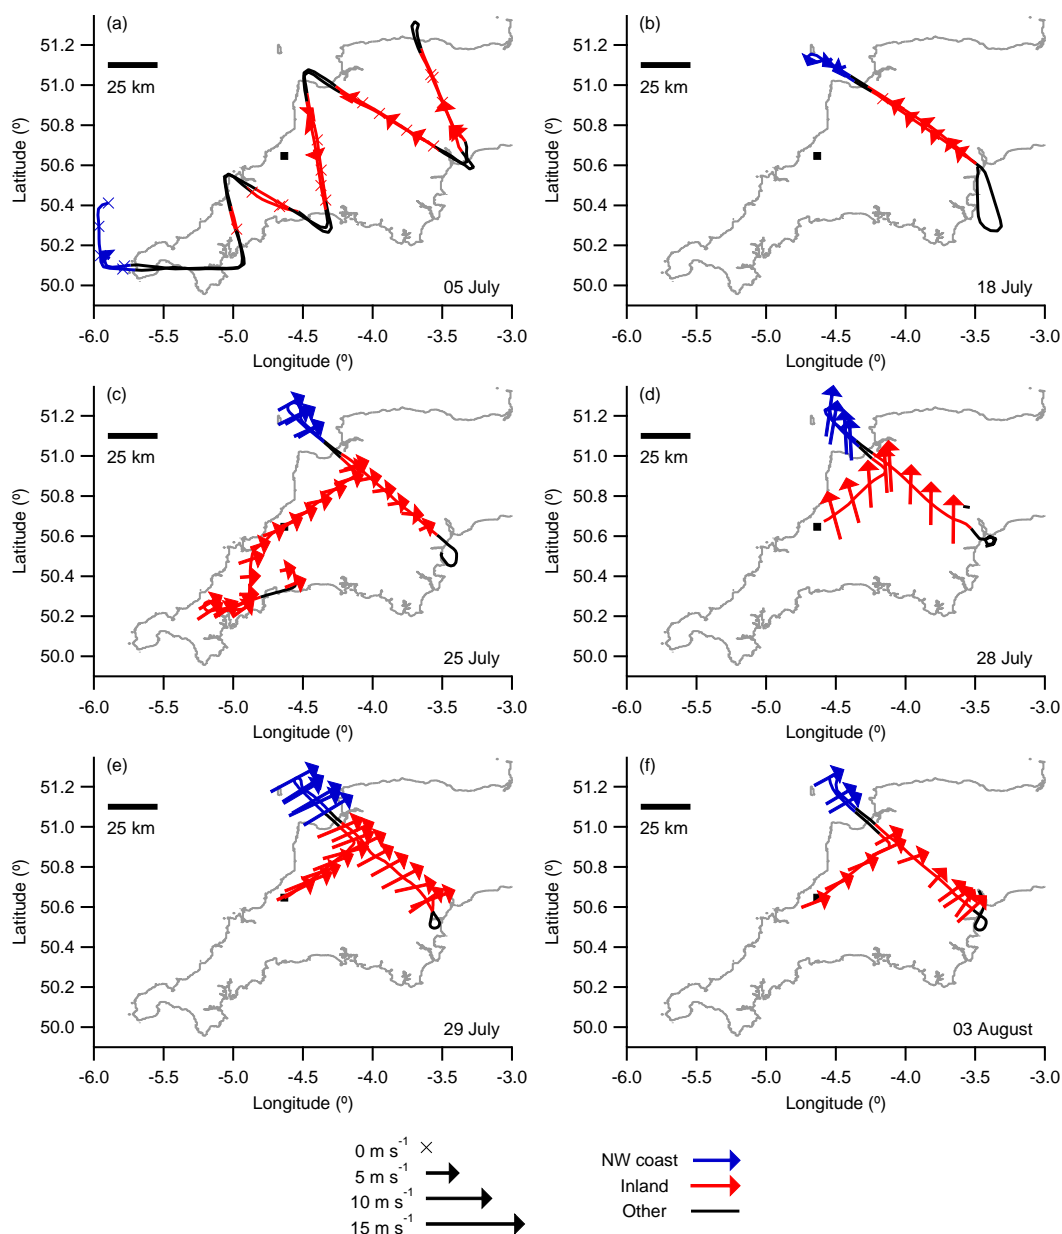 (a)
51.2
51.0
50.8
50.6
50.4
50.2
50.0
Latitude (º)
25 km
05 July
-6.0 -5.5 -5.0 -4.5 -4.0 -3.5 -3.0
Longitude (º)
(b)
51.2
51.0
50.8
50.6
50.4
50.2
50.0
Latitude (º)
25 km
18 July
-6.0 -5.5 -5.0 -4.5 -4.0 -3.5 -3.0
Longitude (º)
(c)
51.2
51.0
50.8
50.6
50.4
50.2
50.0
Latitude (º)
25 km
25 July
-6.0 -5.5 -5.0 -4.5 -4.0 -3.5 -3.0
Longitude (º)
(d)
51.2
51.0
50.8
50.6
50.4
50.2
50.0
Latitude (º)
25 km
28 July
-6.0 -5.5 -5.0 -4.5 -4.0 -3.5 -3.0
Longitude (º)
(e)
51.2
51.0
50.8
50.6
50.4
50.2
50.0
Latitude (º)
25 km
29 July
-6.0 -5.5 -5.0 -4.5 -4.0 -3.5 -3.0
Longitude (º)
(f)
51.2
51.0
50.8
50.6
50.4
50.2
50.0
Latitude (º)
25 km
03 August
-6.0 -5.5 -5.0 -4.5 -4.0 -3.5 -3.0
Longitude (º)
0 m s⁻¹
5 m s⁻¹
10 m s⁻¹
15 m s⁻¹
NW coast
Inland
Other